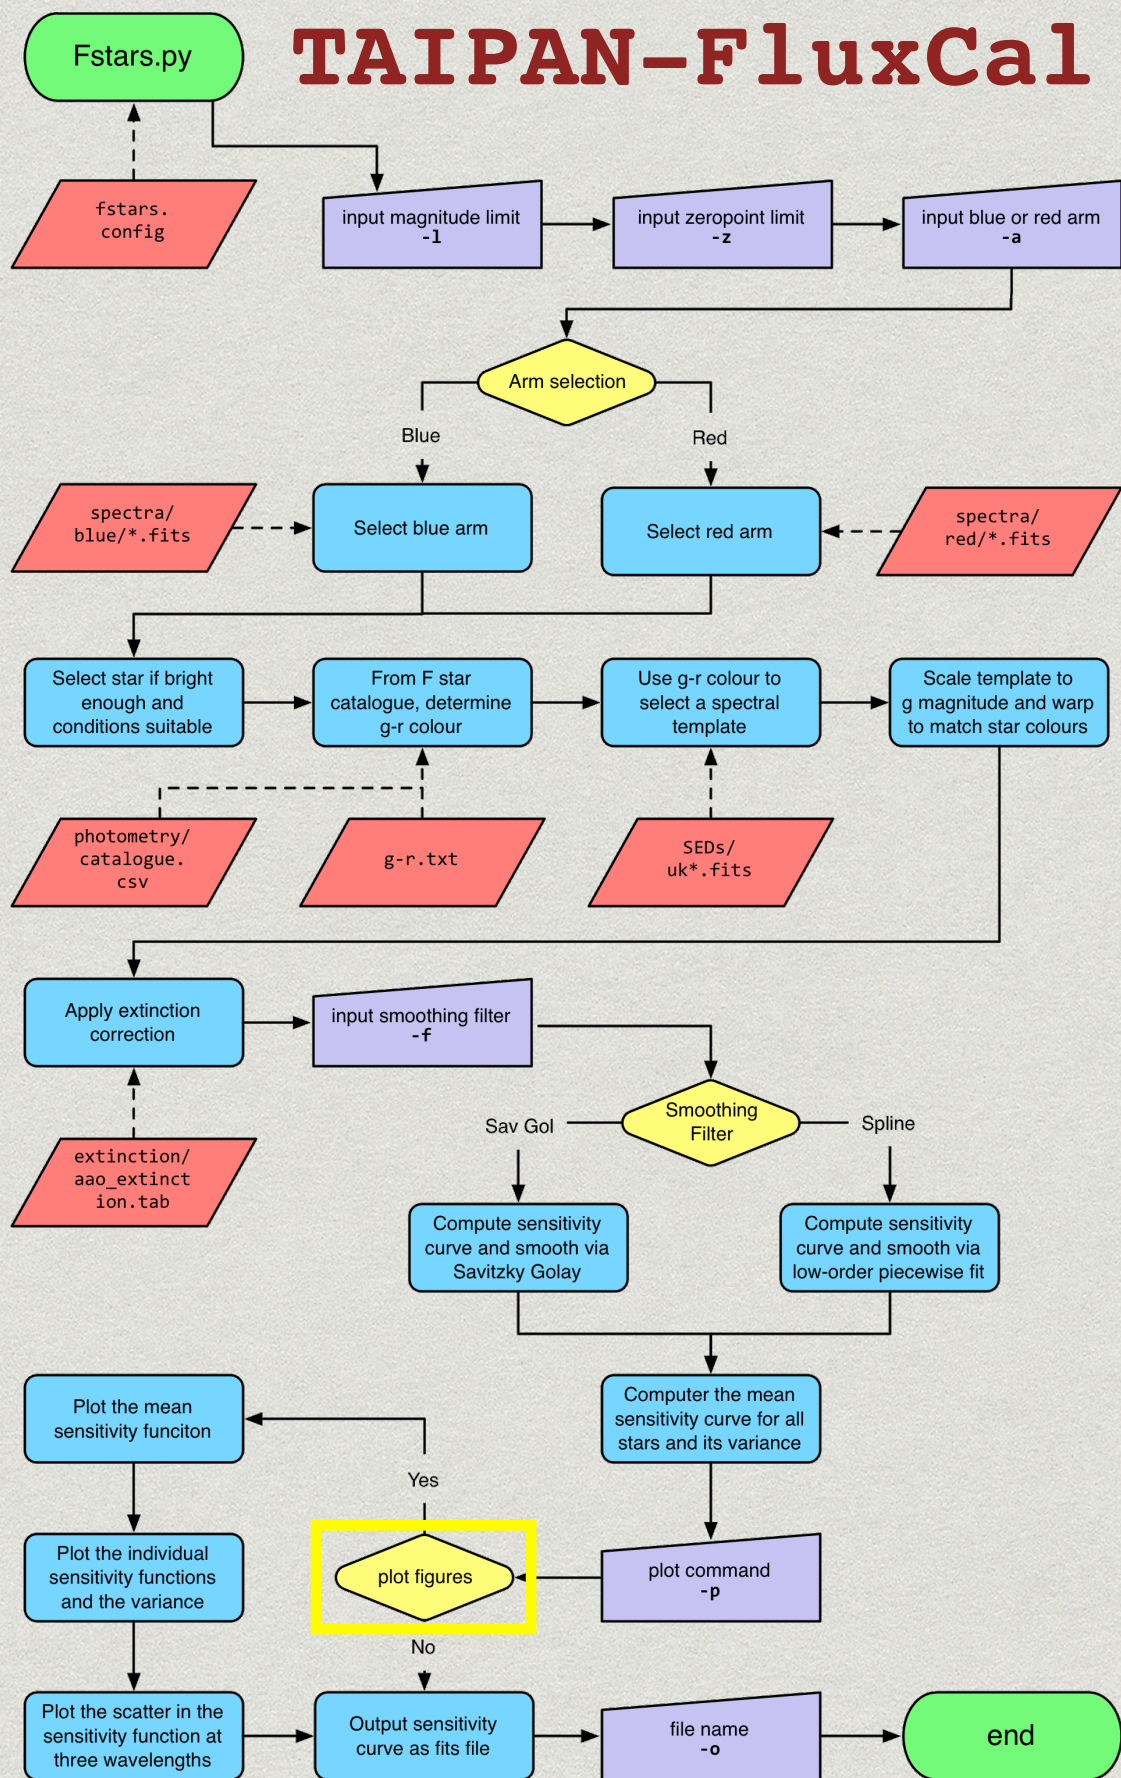 Fstars.py
TAIPAN-FluxCal
fstars.
config
input magnitude limit
-l
input zeropoint limit
-z
input blue or red arm
-a
Arm selection
Blue
Red
spectra/
blue/*.fits
Select blue arm
Select red arm
spectra/
red/*.fits
Select star if bright
enough and
conditions suitable
From F star
catalogue, determine
g-r colour
Use g-r colour to
select a spectral
template
Scale template to
g magnitude and warp
to match star colours
photometry/
catalogue.
csv
g-r.txt
SEDs/
uk*.fits
Apply extinction
correction
input smoothing filter
-f
Smoothing
Filter
Sav Gol
Spline
extinction/
aao_extinct
ion.tab
Compute sensitivity
curve and smooth via
Savitzky Golay
Compute sensitivity
curve and smooth via
low-order piecewise fit
Plot the mean
sensitivity funciton
Computer the mean
sensitivity curve for all
stars and its variance
Yes
Plot the individual
sensitivity functions
and the variance
plot figures
plot command
-p
No
Plot the scatter in the
sensitivity function at
three wavelengths
Output sensitivity
curve as fits file
file name
-o
end